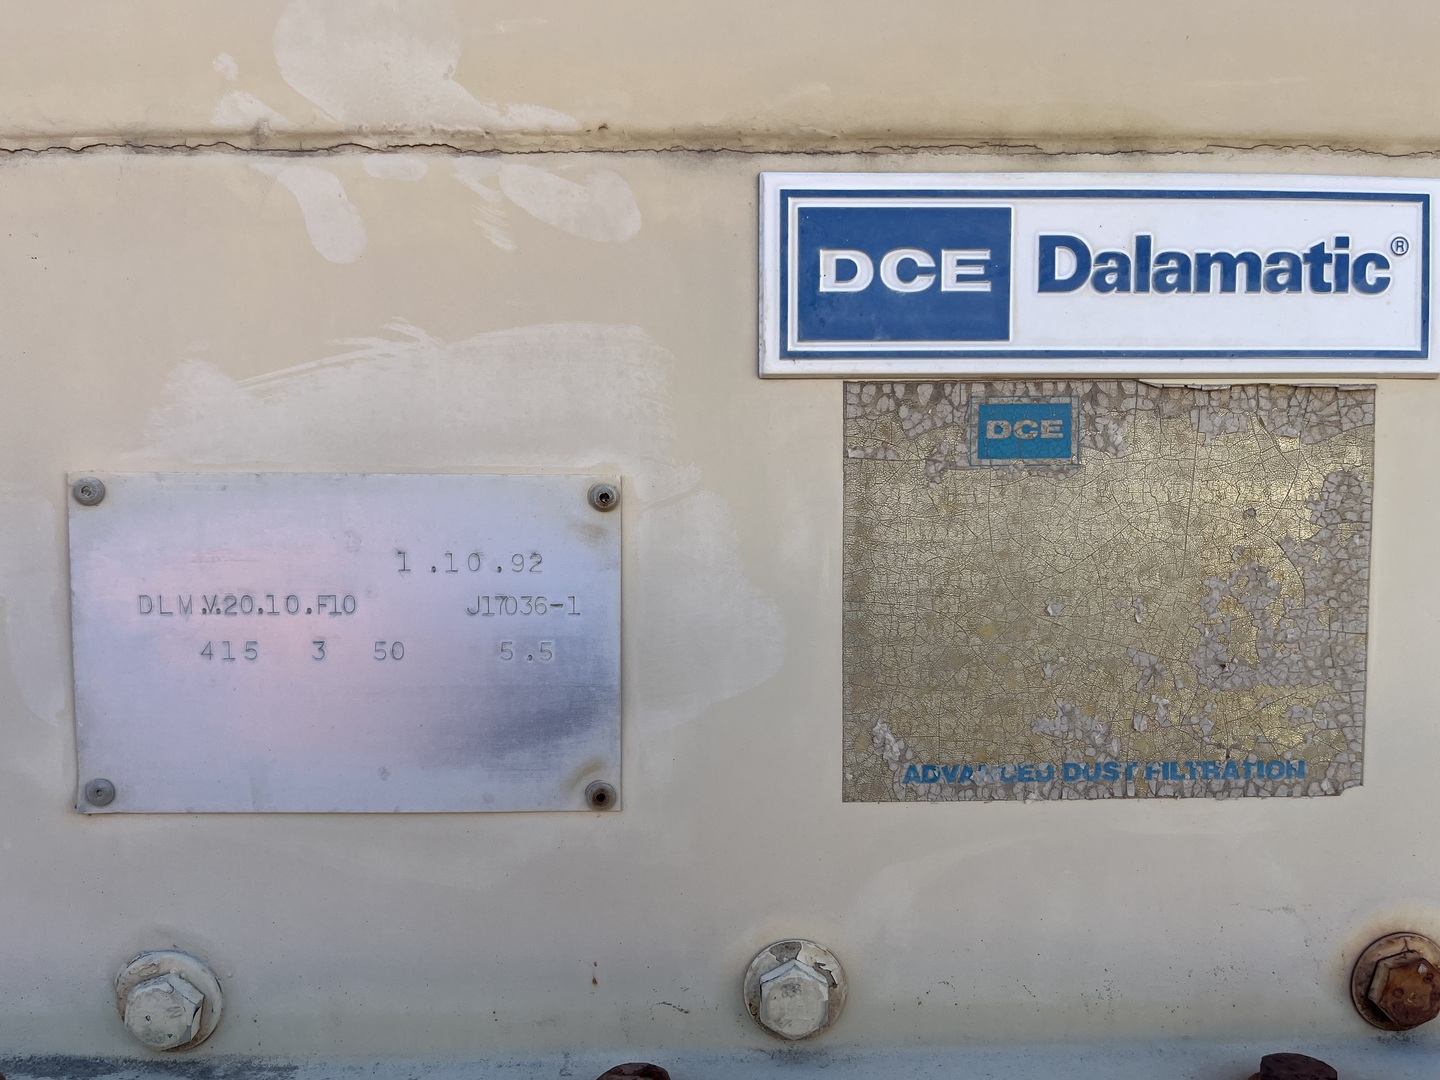 DCE Dalamatic®
DCE
ADVANCED DUST FILTRATION
1.10.92
DLM.V.20.10.F10 J17036-1
415 3 50 5.5